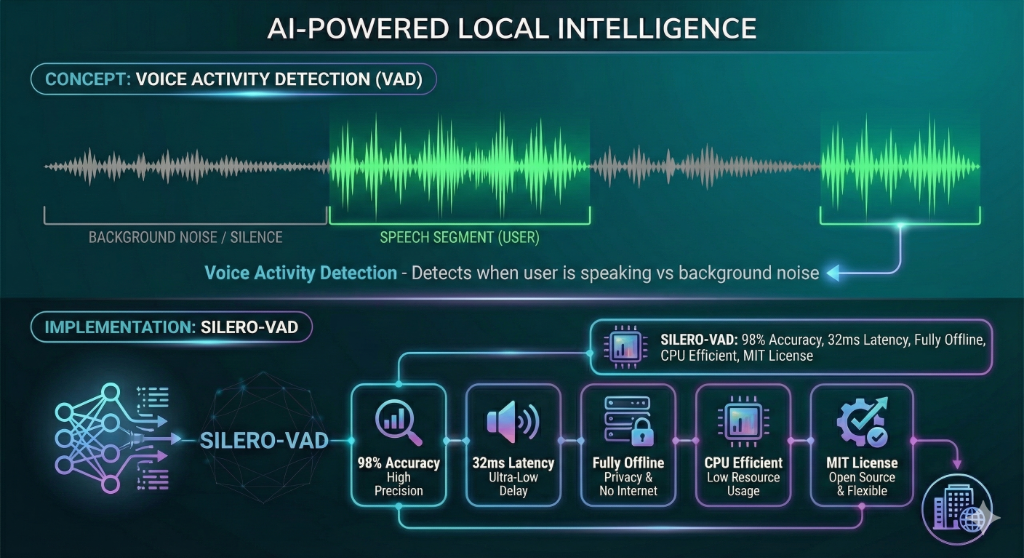 AI-POWERED LOCAL INTELLIGENCE
CONCEPT: VOICE ACTIVITY DETECTION (VAD)
BACKGROUND NOISE / SILENCE
SPEECH SEGMENT (USER)
Voice Activity Detection - Detects when user is speaking vs background noise
IMPLEMENTATION: SILERO-VAD
SILERO-VAD: 98% Accuracy, 32ms Latency, Fully Offline,
CPU Efficient, MIT License
SILERO-VAD
98% Accuracy
High
Precision
32ms Latency
Ultra-Low
Delay
Fully Offline
Privacy &
No Internet
CPU Efficient
Low Resource
Usage
MIT License
Open Source
& Flexible